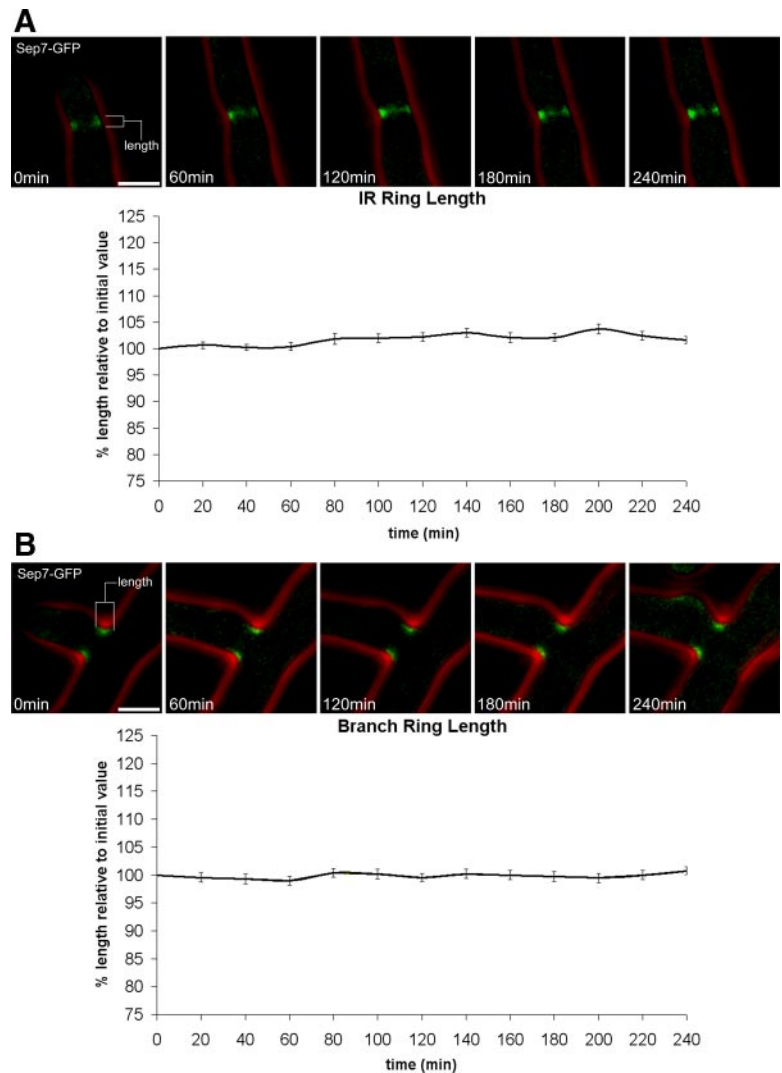 A
Sep7-GFP
length
0min
60min
120min
180min
240min
IR Ring Length
% length relative to initial value
125
120
115
110
105
100
95
90
85
80
75
0 20 40 60 80 100 120 140 160 180 200 220 240
time (min)
B
Sep7-GFP
length
0min
60min
120min
180min
240min
Branch Ring Length
% length relative to initial value
125
120
115
110
105
100
95
90
85
80
75
0 20 40 60 80 100 120 140 160 180 200 220 240
time (min)